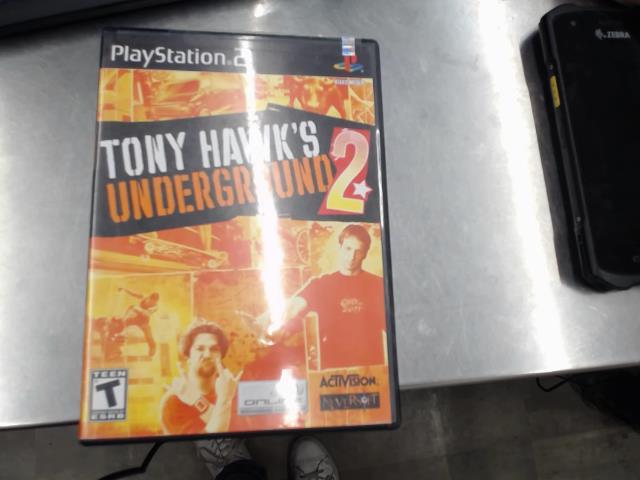 PlayStation 2
TONY HAWK'S
UNDERGROUND
2
TEEN
T
ESRB
ONLINE
ACTIVISION
NEVERSOFT
ZEBRA